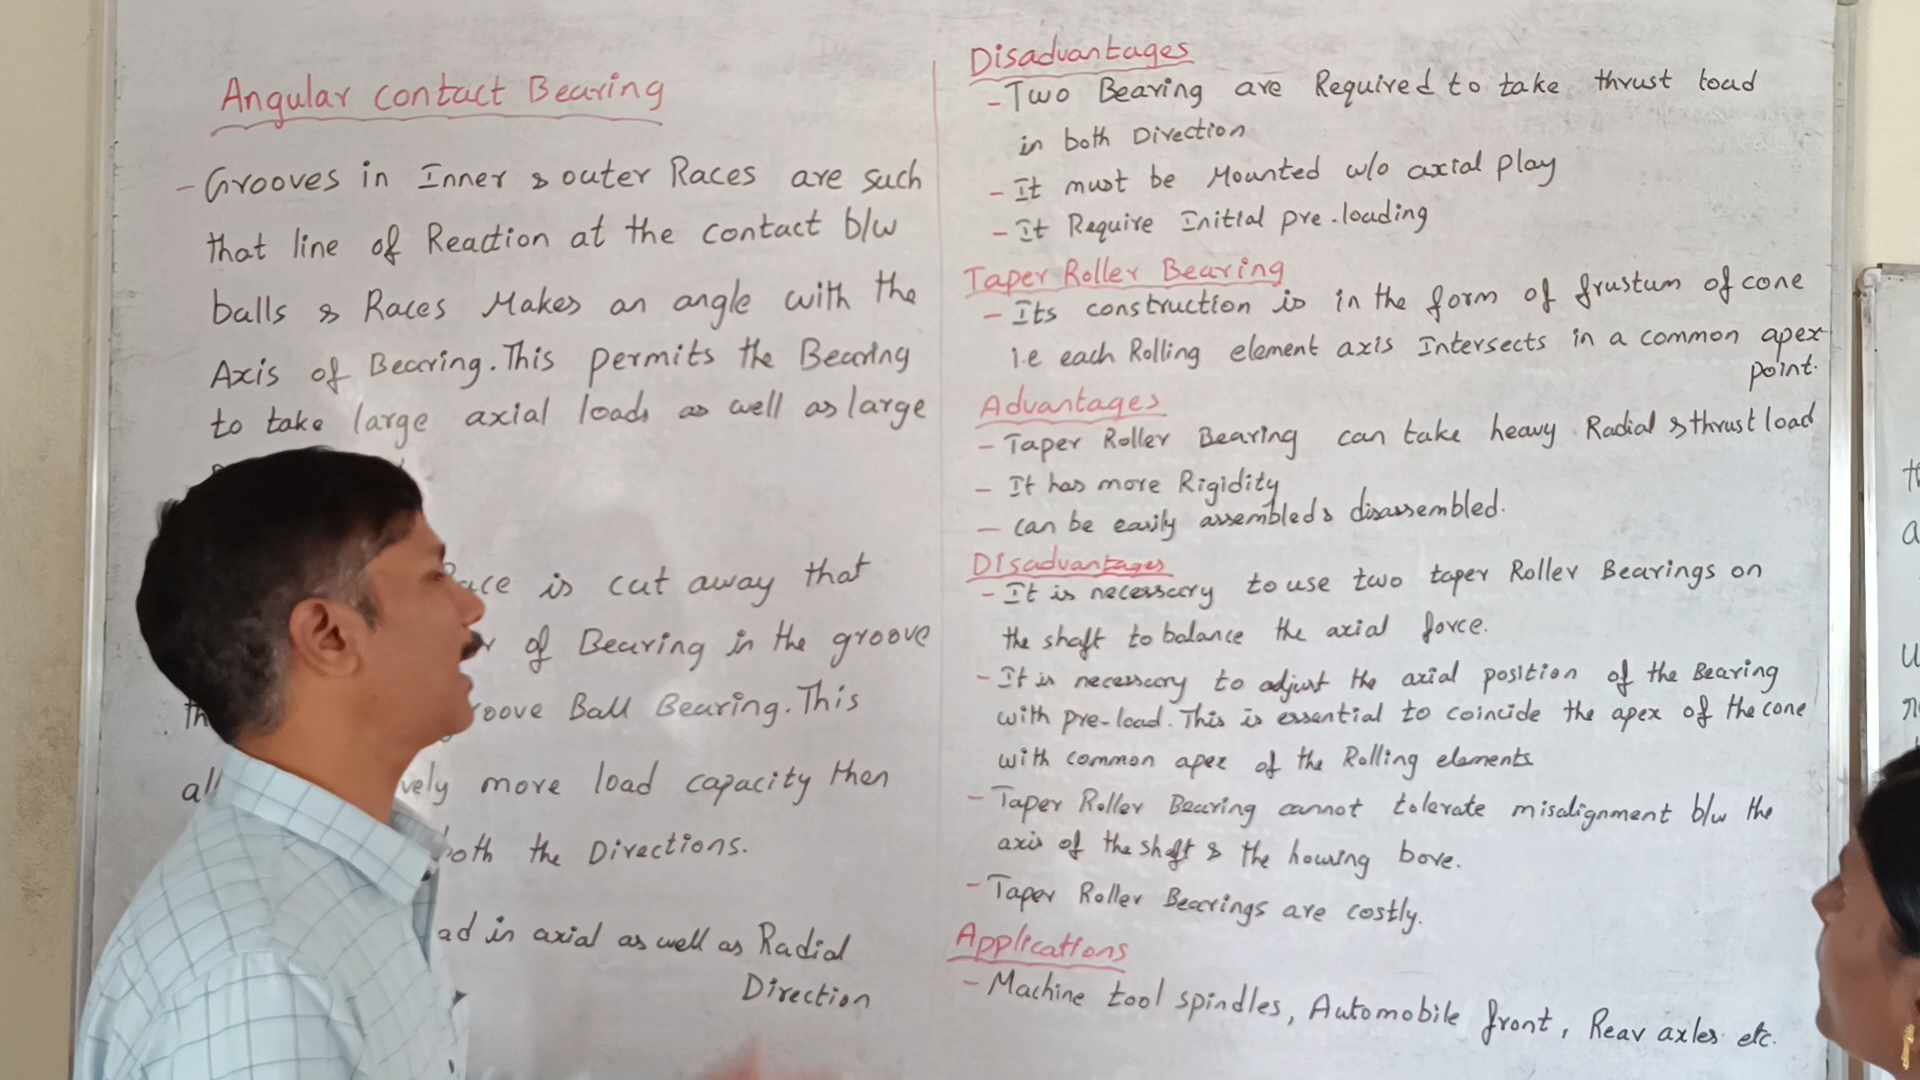 Angular Contact Bearing
- Grooves in Inner & outer Races are such
that line of Reaction at the contact b/w
balls & Races Makes an angle with the
Axis of Bearing. This permits the Bearing
to take large axial loads as well as large
ace is cut away that
of Bearing in the groove
Th
oove Ball Bearing. This
al
vely more load capacity then
both the Directions.
ad in axial as well as Radial
Direction
Disadvantages
- Two Bearing are Required to take thrust load
in both Direction
- It must be Mounted w/o axial play
- It Require Initial pre-loading
Taper Roller Bearing
- Its construction is in the form of frustum of cone
i.e each Rolling element axis Intersects in a common apex
point.
Advantages
- Taper Roller Bearing can take heavy Radial & thrust load
- It has more Rigidity
- can be easily assembled & disassembled.
Disadvantages
- It is necessary to use two taper Roller Bearings on
the shaft to balance the axial force.
- It is necessary to adjust the axial position of the Bearing
with pre-load. This is essential to coincide the apex of the cone
with common apex of the Rolling elements
- Taper Roller Bearing cannot tolerate misalignment b/w the
axis of the shaft & the housing bore.
- Taper Roller Bearings are costly.
Applications
- Machine tool spindles, Automobile front, Rear axles etc.